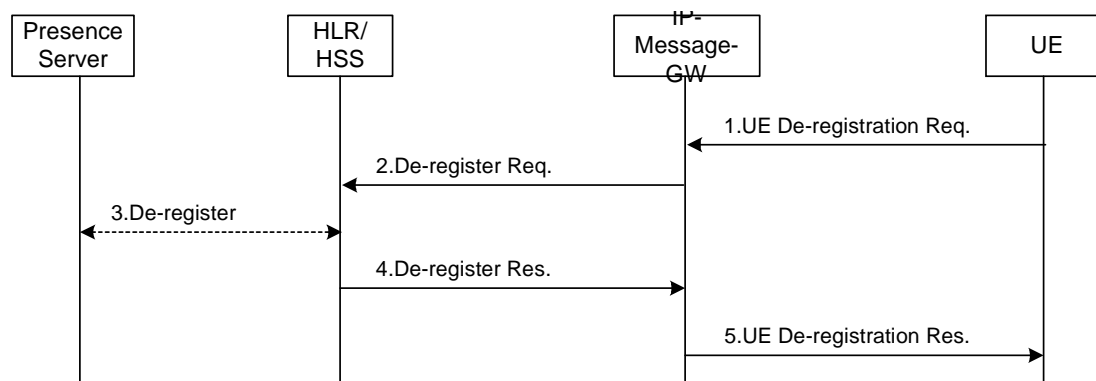 Presence
Server
HLR/
HSS
IP-
Message-
GW
UE
1.UE De-registration Req.
2.De-register Req.
3.De-register
4.De-register Res.
5.UE De-registration Res.